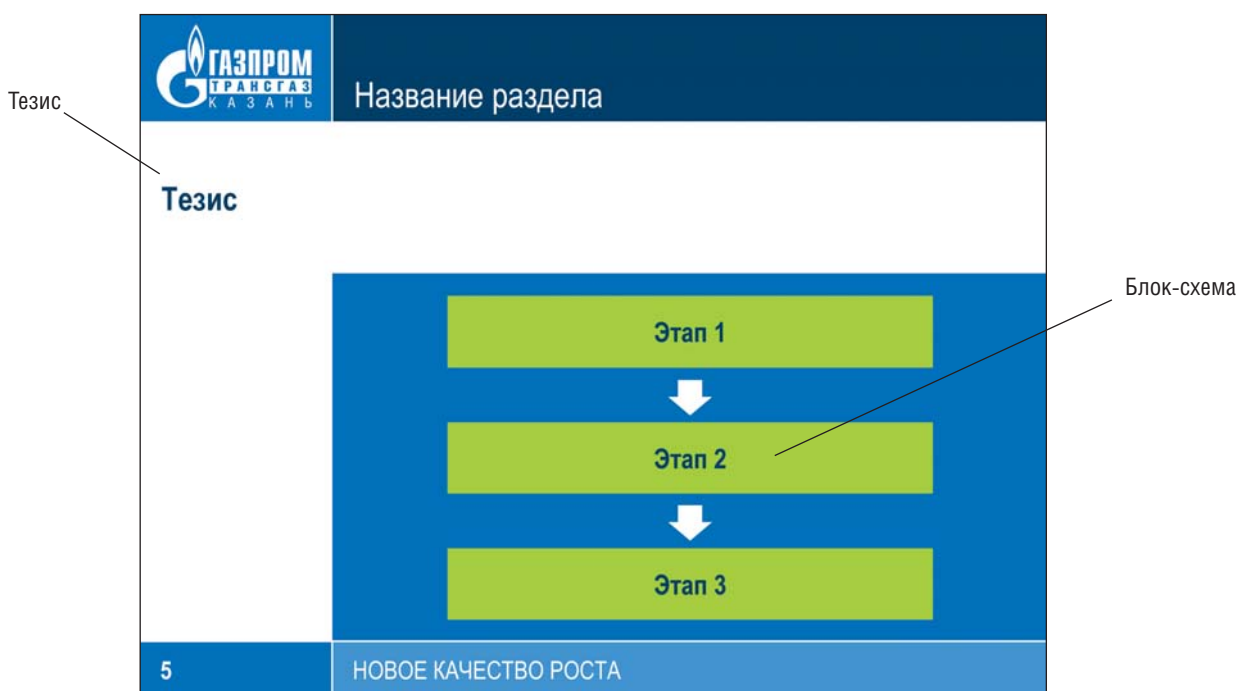 ГАЗПРОМ
ТРАНСГАЗ
КАЗАНЬ
Название раздела
Тезис
Тезис
Блок-схема
Этап 1
Этап 2
Этап 3
5
НОВОЕ КАЧЕСТВО РОСТА